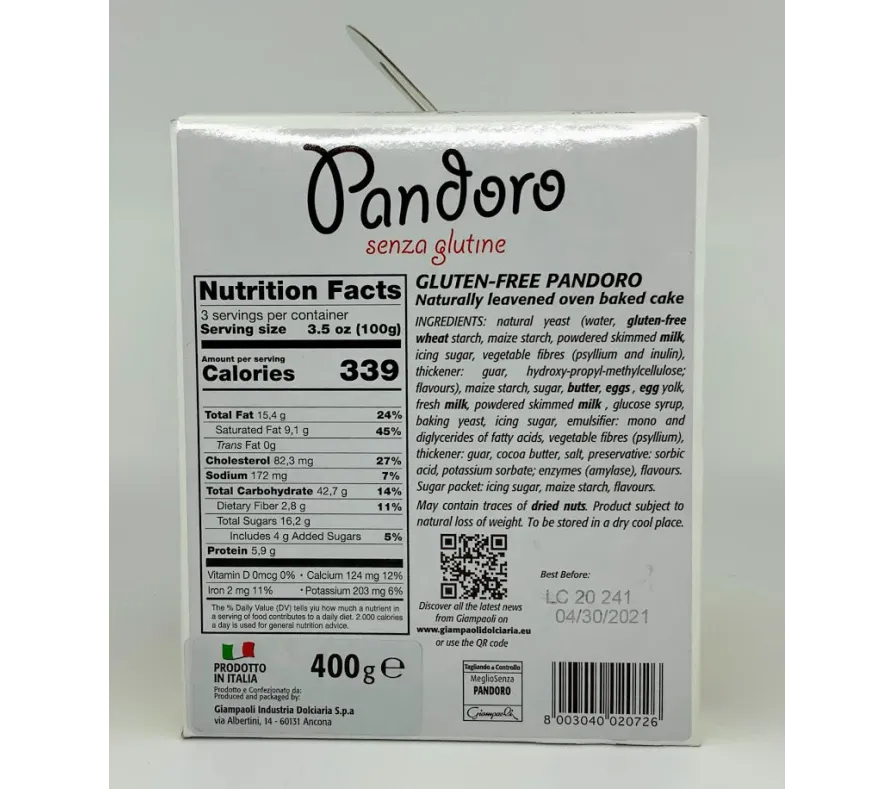 Pandoro
senza glutine
Nutrition Facts
3 servings per container
Serving size 3.5 oz (100g)
Amount per serving
Calories 339
Total Fat 15,4 g 24%
Saturated Fat 9,1 g 45%
Trans Fat 0g
Cholesterol 82,3 mg 27%
Sodium 172 mg 7%
Total Carbohydrate 42,7 g 14%
Dietary Fiber 2,8 g 11%
Total Sugars 16,2 g
Includes 4 g Added Sugars 5%
Protein 5,9 g
Vitamin D 0mcg 0% • Calcium 124 mg 12%
Iron 2 mg 11% • Potassium 203 mg 6%
The % Daily Value (DV) tells yiu how much a nutrient in
a serving of food contributes to a daily diet. 2.000 calories
a day is used for general nutrition advice.
GLUTEN-FREE PANDORO
Naturally leavened oven baked cake
INGREDIENTS: natural yeast (water, gluten-free
wheat starch, maize starch, powdered skimmed milk,
icing sugar, vegetable fibres (psyllium and inulin),
thickener: guar, hydroxy-propyl-methylcellulose;
flavours), maize starch, sugar, butter, eggs, egg yolk,
fresh milk, powdered skimmed milk, glucose syrup,
baking yeast, icing sugar, emulsifier: mono and
diglycerides of fatty acids, vegetable fibres (psyllium),
thickener: guar, cocoa butter, salt, preservative: sorbic
acid, potassium sorbate; enzymes (amylase), flavours.
Sugar packet: icing sugar, maize starch, flavours.
May contain traces of dried nuts. Product subject to
natural loss of weight. To be stored in a dry cool place.
Discover all the latest news
from Giampaoli on
www.giampaolidolciaria.eu
or use the QR code
Best Before:
LC 20 241
04/30/2021
PRODOTTO
IN ITALIA
400g e
Prodotto e Confezionato da:
Produced and packaged by:
Giampaoli Industria Dolciaria S.p.a
via Albertini, 14 - 60131 Ancona
Tagliando a Controllo
MeglioSenza
PANDORO
Giampaoli
8 003040 020726